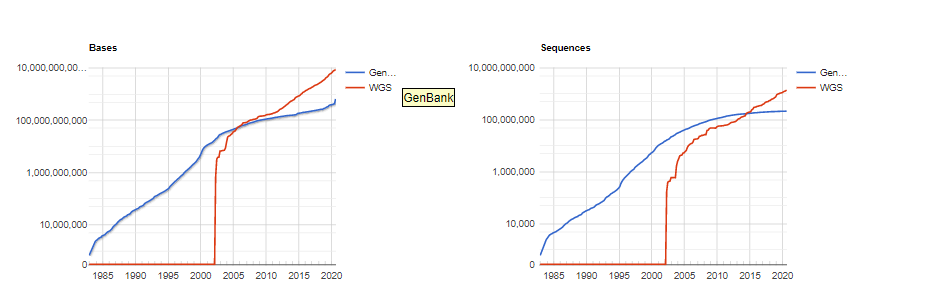 Bases
10,000,000,00...
100,000,000,000
1,000,000,000
10,000,000
0
1985 1990 1995 2000 2005 2010 2015 2020
Gen...
WGS
GenBank
Sequences
10,000,000,000
100,000,000
1,000,000
10,000
0
1985 1990 1995 2000 2005 2010 2015 2020
Gen...
WGS